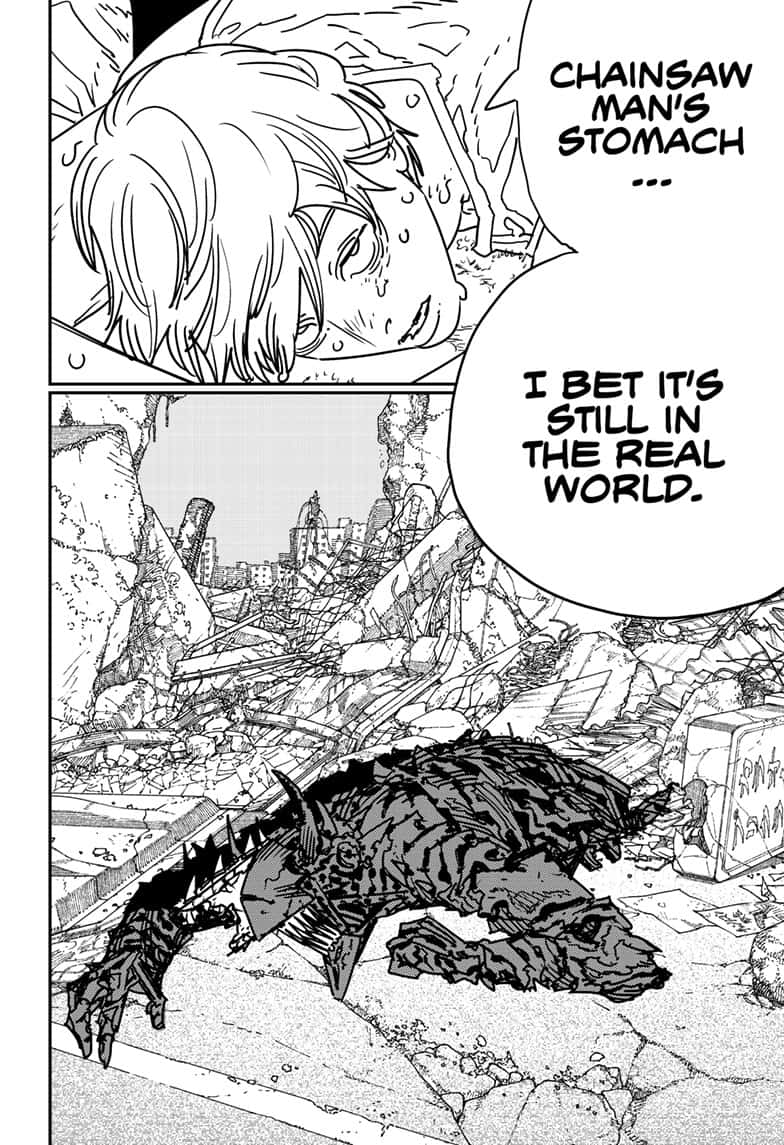 CHAINSAW
MAN'S
STOMACH
...
I BET IT'S
STILL IN
THE REAL
WORLD.